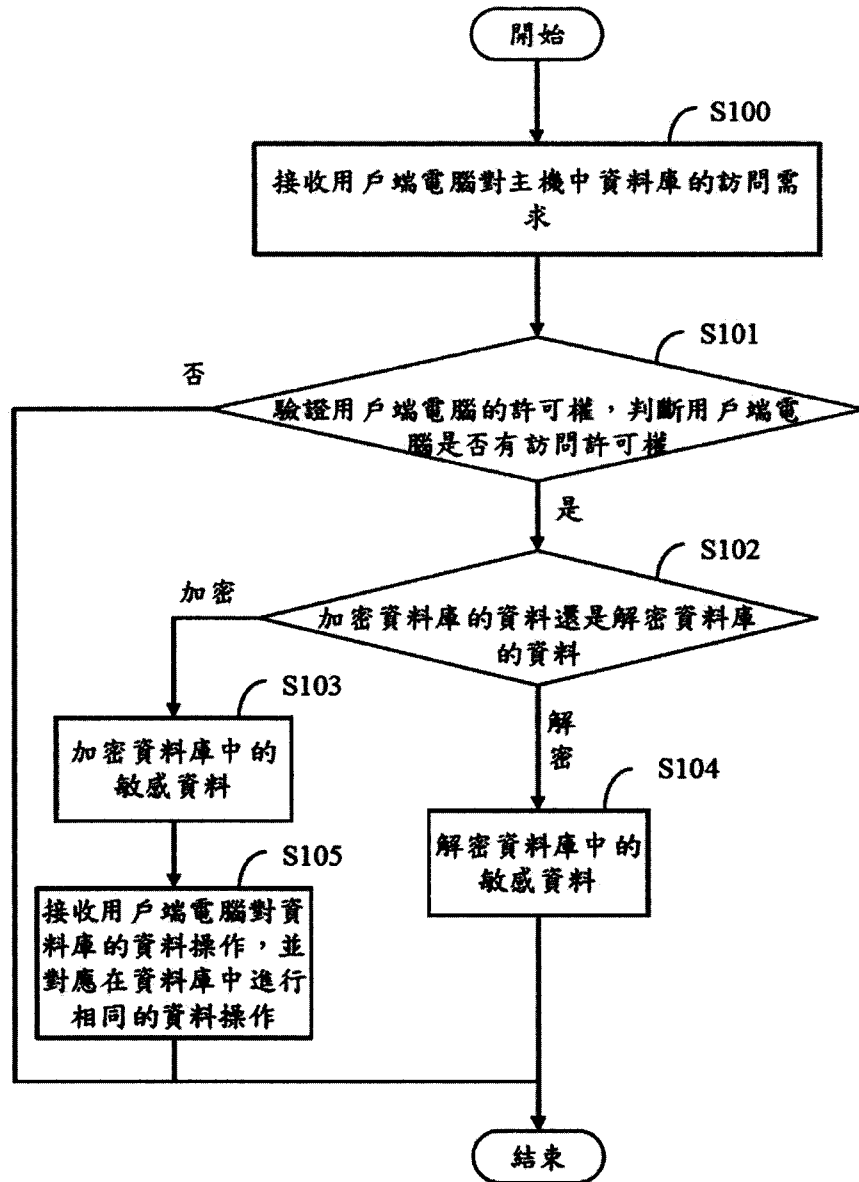 開始
S100
接收用戶端電腦對主機中資料庫的訪問需
求
S101
否
驗證用戶端電腦的許可權，判斷用戶端電
腦是否有訪問許可權
是
S102
加密
加密資料庫的資料還是解密資料庫
的資料
S103
解
密
加密資料庫中的
敏感資料
S104
解密資料庫中的
敏感資料
S105
接收用戶端電腦對資
料庫的資料操作，並
對應在資料庫中進行
相同的資料操作
結束